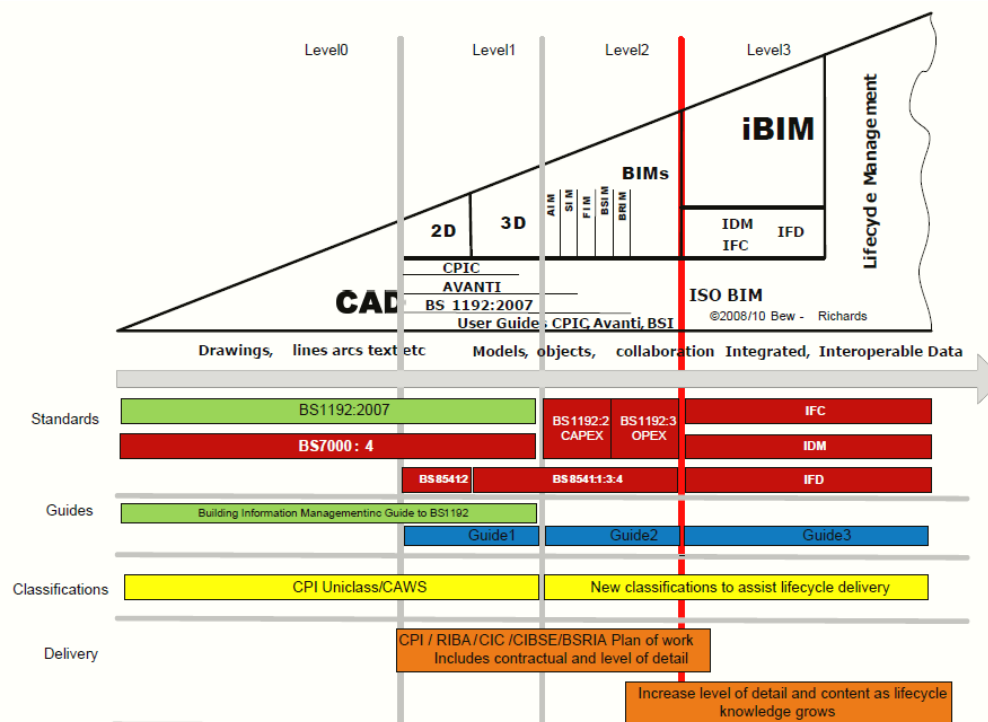 Level0
Level1
Level2
Level3
iBIM
BIMs
Lifecycle Management
2D
3D
AIM
SIM
FIM
BSIM
BRIM
IDM
IFD
IFC
CPIC
AVANTI
CAD
BS 1192:2007
ISO BIM
User Guides CPIC, Avanti, BSI
©2008/10 Bew - Richards
Drawings, lines arcs text etc
Models, objects, collaboration
Integrated, Interoperable Data
Standards
BS1192:2007
BS1192:2
CAPEX
BS1192:3
OPEX
IFC
BS7000: 4
IDM
BS8541:2
BS8541:1:3:4
IFD
Guides
Building Information Managementinc Guide to BS1192
Guide1
Guide2
Guide3
Classifications
CPI Uniclass/CAWS
New classifications to assist lifecycle delivery
Delivery
CPI / RIBA/CIC /CIBSE/BSRIA Plan of work
Includes contractual and level of detail
Increase level of detail and content as lifecycle
knowledge grows